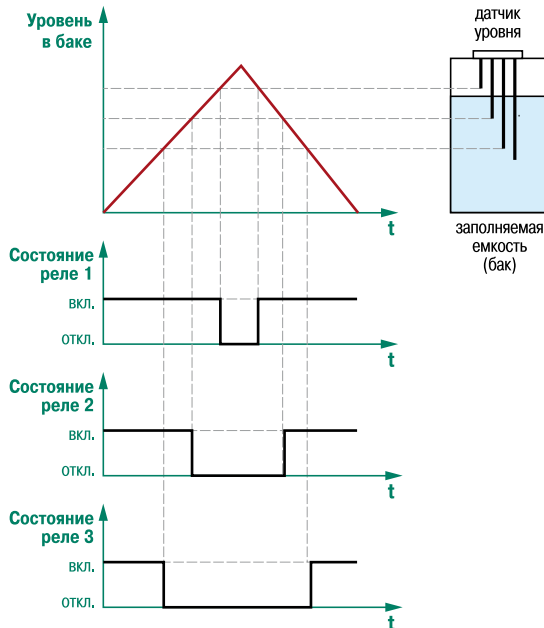 Уровень
в баке
t
датчик
уровня
заполняемая
емкость
(бак)
Состояние
реле 1
ВКЛ.
ОТКЛ.
t
Состояние
реле 2
ВКЛ.
ОТКЛ.
t
Состояние
реле 3
ВКЛ.
ОТКЛ.
t